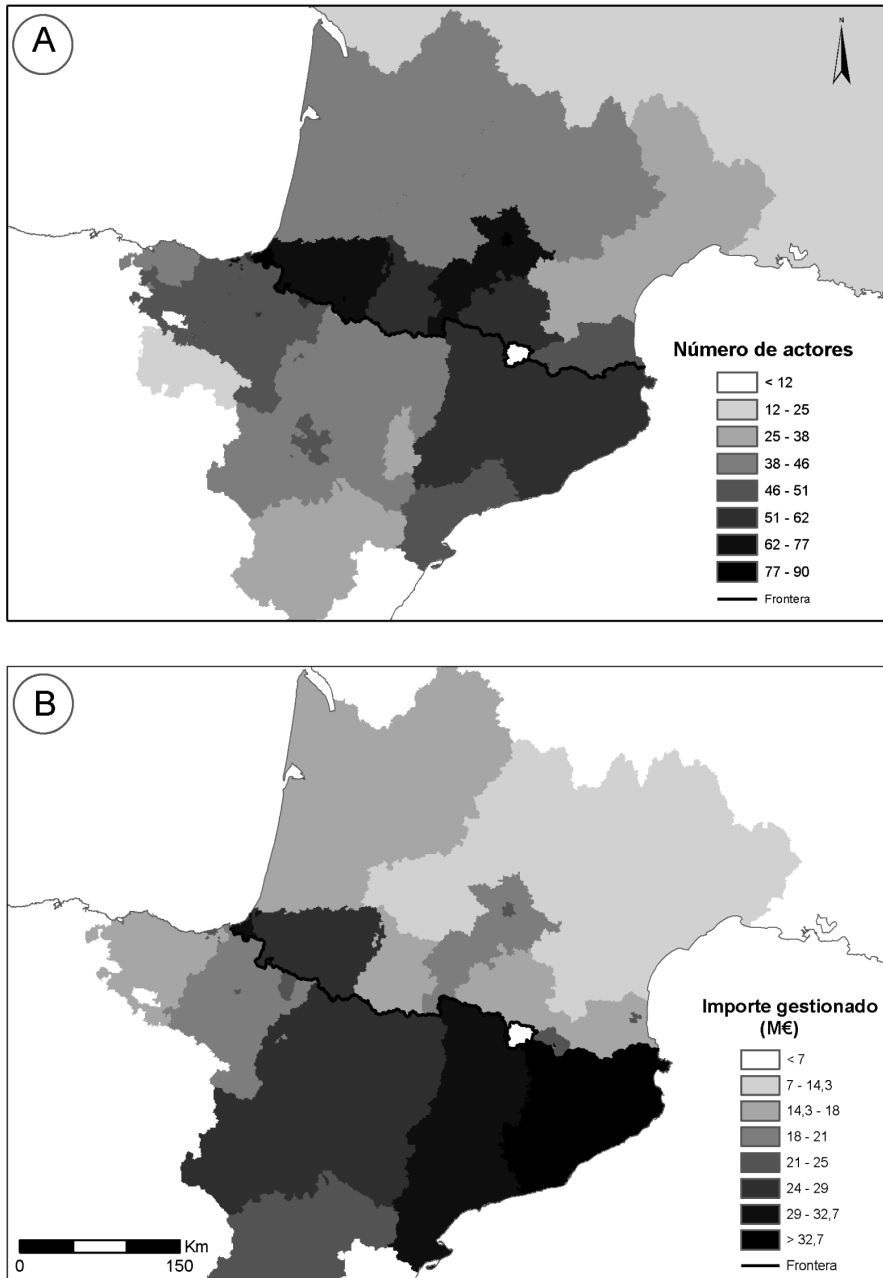 A
N
Número de actores
< 12
12 - 25
25 - 38
38 - 46
46 - 51
51 - 62
62 - 77
77 - 90
Frontera
B
Importe gestionado
(M€)
< 7
7 - 14,3
14,3 - 18
18 - 21
21 - 25
24 - 29
29 - 32,7
> 32,7
Frontera
Km
0 150